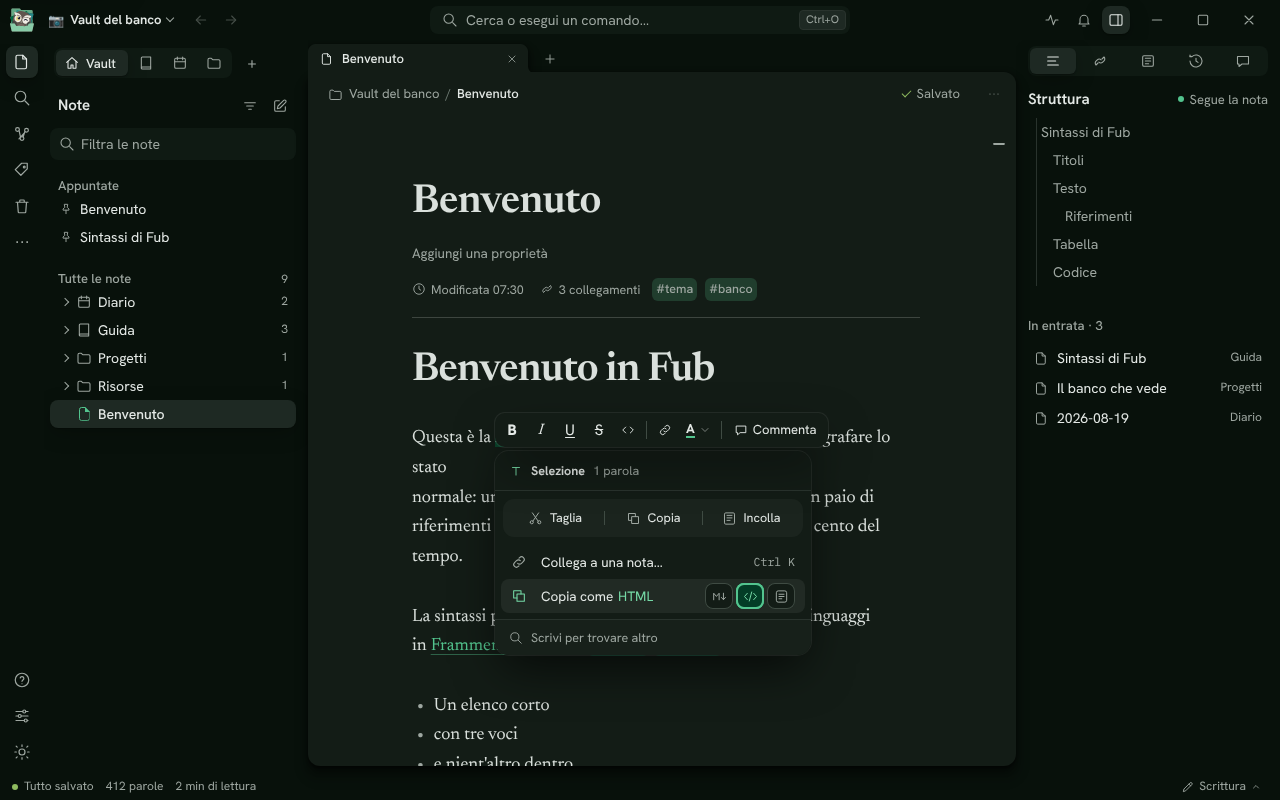 Vault del banco
Cerca o esegui un comando...
Ctrl+O
Vault
Note
Filtra le note
Appuntate
Benvenuto
Sintassi di Fub
Tutte le note 9
Diario 2
Guida 3
Progetti 1
Risorse 1
Benvenuto
Benvenuto
Vault del banco / Benvenuto
Salvato
Benvenuto
Aggiungi una proprietà
Modificata 07:30
3 collegamenti
#tema
#banco
Benvenuto in Fub
Questa è la
grafare lo
stato
normale:
n paio di
riferimenti
cento del
tempo.
La sintassi
inguaggi
in
B I U S A Commenta
Selezione 1 parola
Taglia
Copia
Incolla
Collega a una nota... Ctrl K
Copia come HTML
M↓ </>
Scrivi per trovare altro
Un elenco corto
con tre voci
e nient'altro dentro
Struttura
Segue la nota
Sintassi di Fub
Titoli
Testo
Riferimenti
Tabella
Codice
In entrata · 3
Sintassi di Fub Guida
Il banco che vede Progetti
2026-08-19 Diario
Tutto salvato 412 parole 2 min di lettura
Scrittura